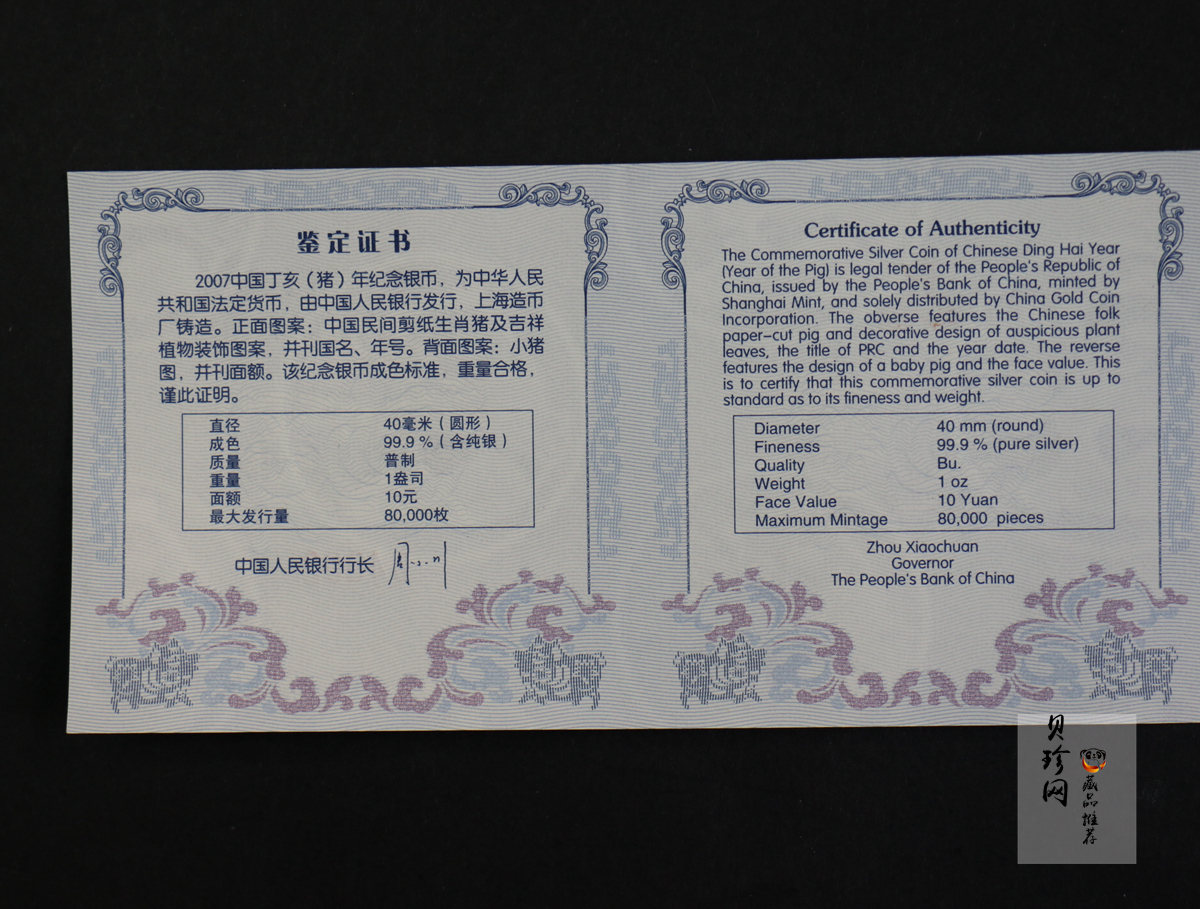 鉴定证书
2007中国丁亥（猪）年纪念银币，为中华人民
共和国法定货币，由中国人民银行发行，上海造币
厂铸造。正面图案：中国民间剪纸生肖猪及吉祥
植物装饰图案，并刊国名、年号。背面图案：小猪
图，并刊面额。该纪念银币成色标准，重量合格，
谨此证明。
直径 40毫米（圆形）
成色 99.9％（含纯银）
质量 普制
重量 1盎司
面额 10元
最大发行量 80,000枚
中国人民银行行长 周小川
Certificate of Authenticity
The Commemorative Silver Coin of Chinese Ding Hai Year
(Year of the Pig) is legal tender of the People's Republic of
China, issued by the People's Bank of China, minted by
Shanghai Mint, and solely distributed by China Gold Coin
Incorporation. The obverse features the Chinese folk
paper-cut pig and decorative design of auspicious plant
leaves, the title of PRC and the year date. The reverse
features the design of a baby pig and the face value. This
is to certify that this commemorative silver coin is up to
standard as to its fineness and weight.
Diameter 40 mm (round)
Fineness 99.9 % (pure silver)
Quality Bu.
Weight 1 oz
Face Value 10 Yuan
Maximum Mintage 80,000 pieces
Zhou Xiaochuan
Governor
The People's Bank of China
贝珍网
藏品推荐